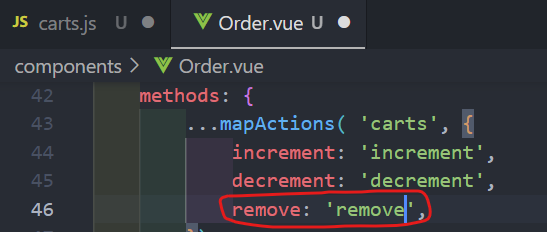 JS carts.js U Order.vue U
components > Order.vue
42 methods: {
43 ...mapActions( 'carts', {
44 increment: 'increment',
45 decrement: 'decrement',
46 remove: 'remove',
})